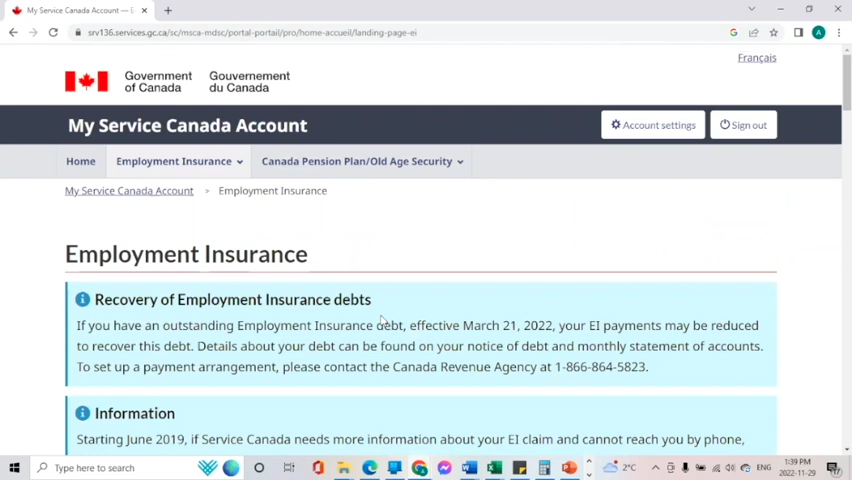 My Service Canada Account — E
srv136.services.gc.ca/sc/msca-mdsc/portal-portail/pro/home-accueil/landing-page-ei
G
A
Français
Government Gouvernement
of Canada du Canada
My Service Canada Account
Account settings
Sign out
Home
Employment Insurance
Canada Pension Plan/Old Age Security
My Service Canada Account > Employment Insurance
Employment Insurance
Recovery of Employment Insurance debts
If you have an outstanding Employment Insurance debt, effective March 21, 2022, your EI payments may be reduced
to recover this debt. Details about your debt can be found on your notice of debt and monthly statement of accounts.
To set up a payment arrangement, please contact the Canada Revenue Agency at 1-866-864-5823.
Information
Starting June 2019, if Service Canada needs more information about your EI claim and cannot reach you by phone,
Type here to search
2°C
ENG
1:39 PM
2022-11-29